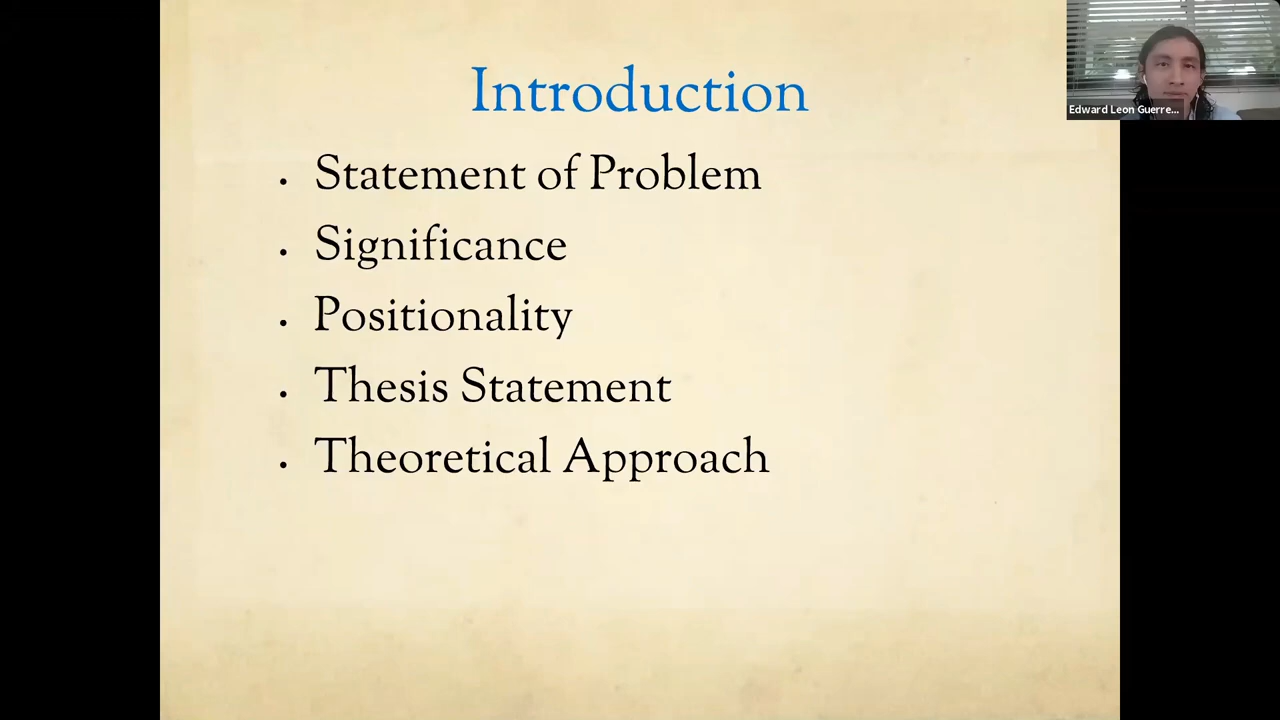 Introduction
• Statement of Problem
• Significance
• Positionality
• Thesis Statement
• Theoretical Approach
Edward Leon Guerre...